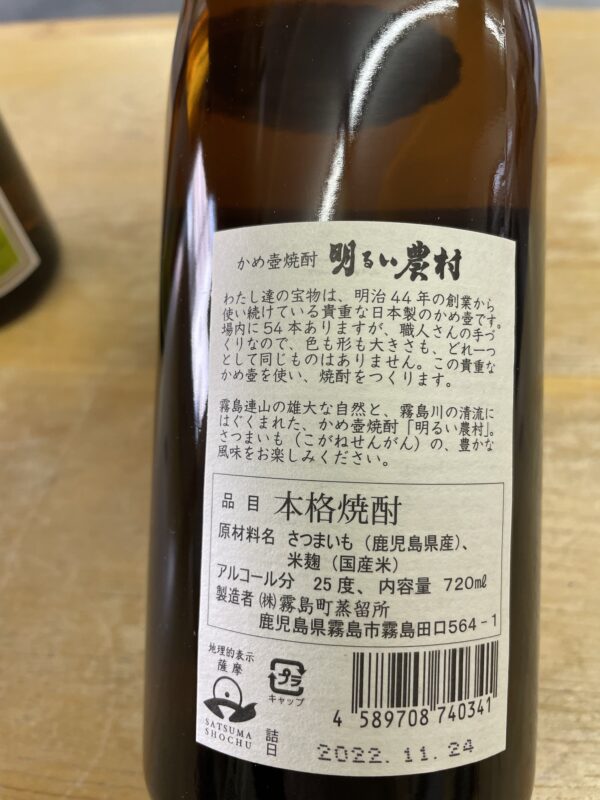 かめ壺焼酎 明るい農村
わたし達の宝物は、明治44年の創業から
使い続けている貴重な日本製のかめ壺です。
場内に54本ありますが、職人さんの手づ
くりなので、色も形も大きさも、どれ一つ
として同じものはありません。この貴重な
かめ壺を使い、焼酎をつくります。
霧島連山の雄大な自然と、霧島川の清流に
はぐくまれた、かめ壺焼酎「明るい農村」。
さつまいも（こがねせんがん）の、豊かな
風味をお楽しみください。
品目 本格焼酎
原材料名 さつまいも（鹿児島県産）、
米麹（国産米）
アルコール分 25度、内容量 720㎖
製造者 ㈱霧島町蒸留所
鹿児島県霧島市霧島田口564-1
地理的表示
薩摩
SATSUMA
SHOCHU
プラ
キャップ
4 589708 740341
詰日 2022.11.24